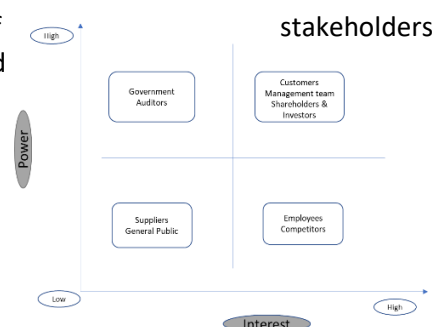 stakeholders
High
Government
Auditors
Customers
Management team
Shareholders &
Investors
Power
Suppliers
General Public
Employees
Competitors
Low
High
Interest